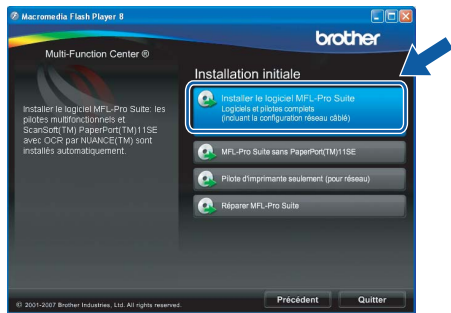 Macromedia Flash Player 8
brother
Multi-Function Center ®
Installation initiale
Installer le logiciel MFL-Pro Suite: les
pilotes multifonctionnels et
ScanSoft(TM) PaperPort(TM)11SE
avec OCR par NUANCE(TM) sont
installés automatiquement.
Installer le logiciel MFL-Pro Suite
Logiciels et pilotes complets
(incluant la configuration réseau câblé)
MFL-Pro Suite sans PaperPort(TM)11SE
Pilote d'imprimante seulement (pour réseau)
Réparer MFL-Pro Suite
© 2001-2007 Brother Industries, Ltd. All rights reserved.
Précédent
Quitter